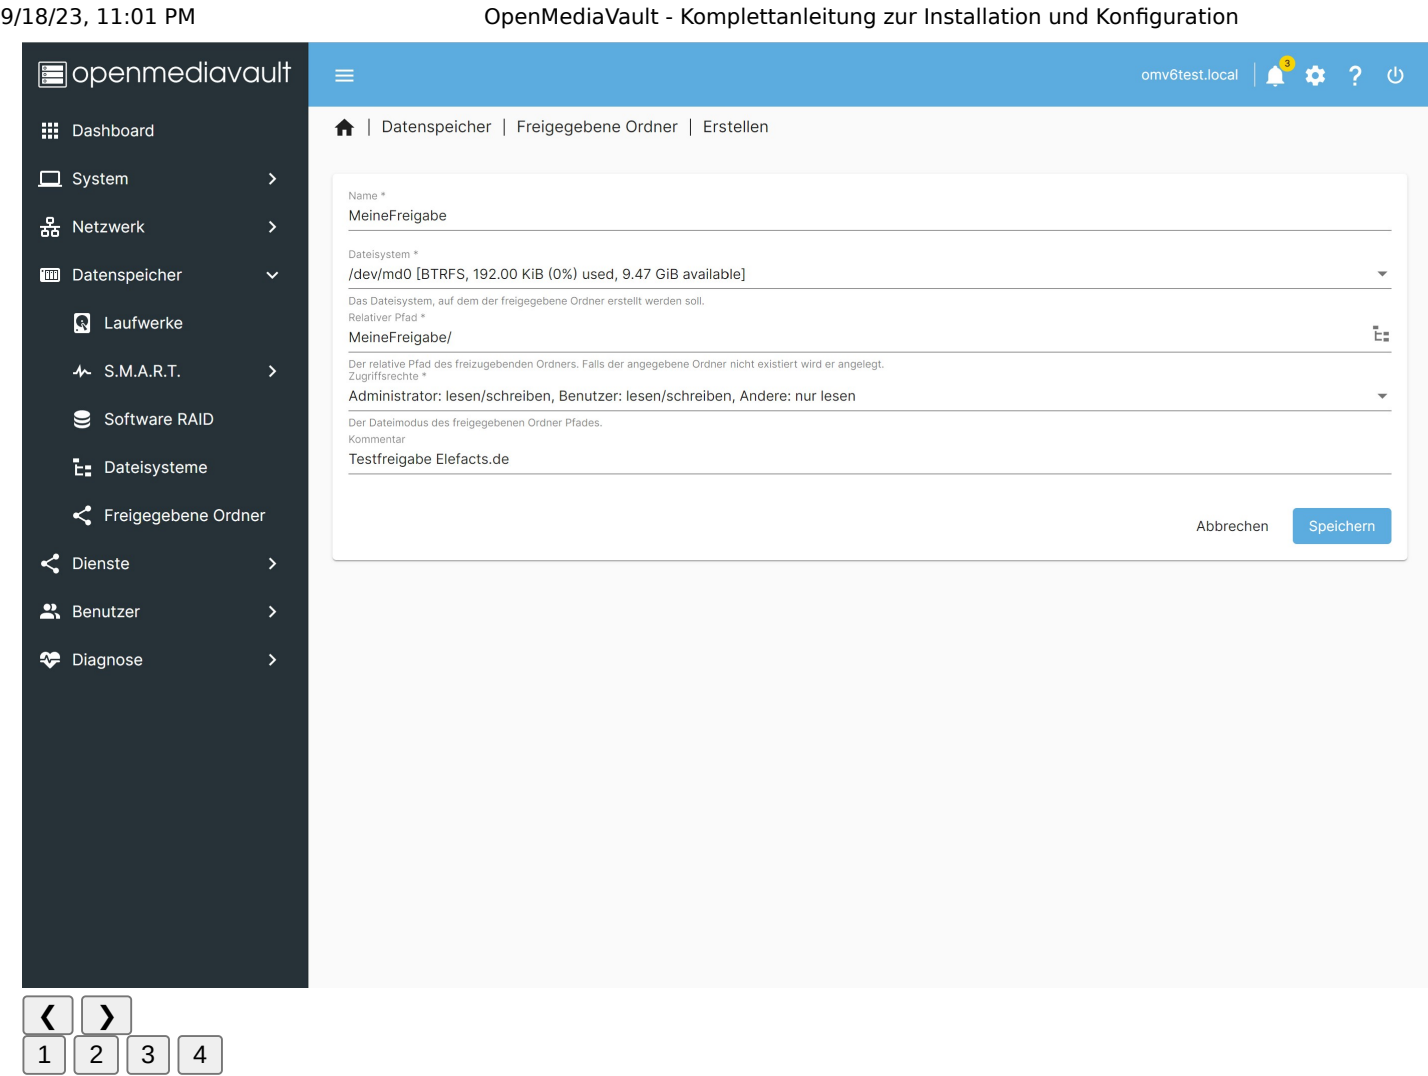 9/18/23, 11:01 PM
OpenMediaVault - Komplettanleitung zur Installation und Konfiguration
openmediavault
omv6test.local
3
Dashboard
System
Netzwerk
Datenspeicher
Laufwerke
S.M.A.R.T.
Software RAID
Dateisysteme
Freigegebene Ordner
Dienste
Benutzer
Diagnose
| Datenspeicher | Freigegebene Ordner | Erstellen
Name *
MeineFreigabe
Dateisystem *
/dev/md0 [BTRFS, 192.00 KiB (0%) used, 9.47 GiB available]
Das Dateisystem, auf dem der freigegebene Ordner erstellt werden soll.
Relativer Pfad *
MeineFreigabe/
Der relative Pfad des freizugebenden Ordners. Falls der angegebene Ordner nicht existiert wird er angelegt.
Zugriffsrechte *
Administrator: lesen/schreiben, Benutzer: lesen/schreiben, Andere: nur lesen
Der Dateimodus des freigegebenen Ordner Pfades.
Kommentar
Testfreigabe Elefacts.de
Abbrechen Speichern
❮ ❯
1 2 3 4